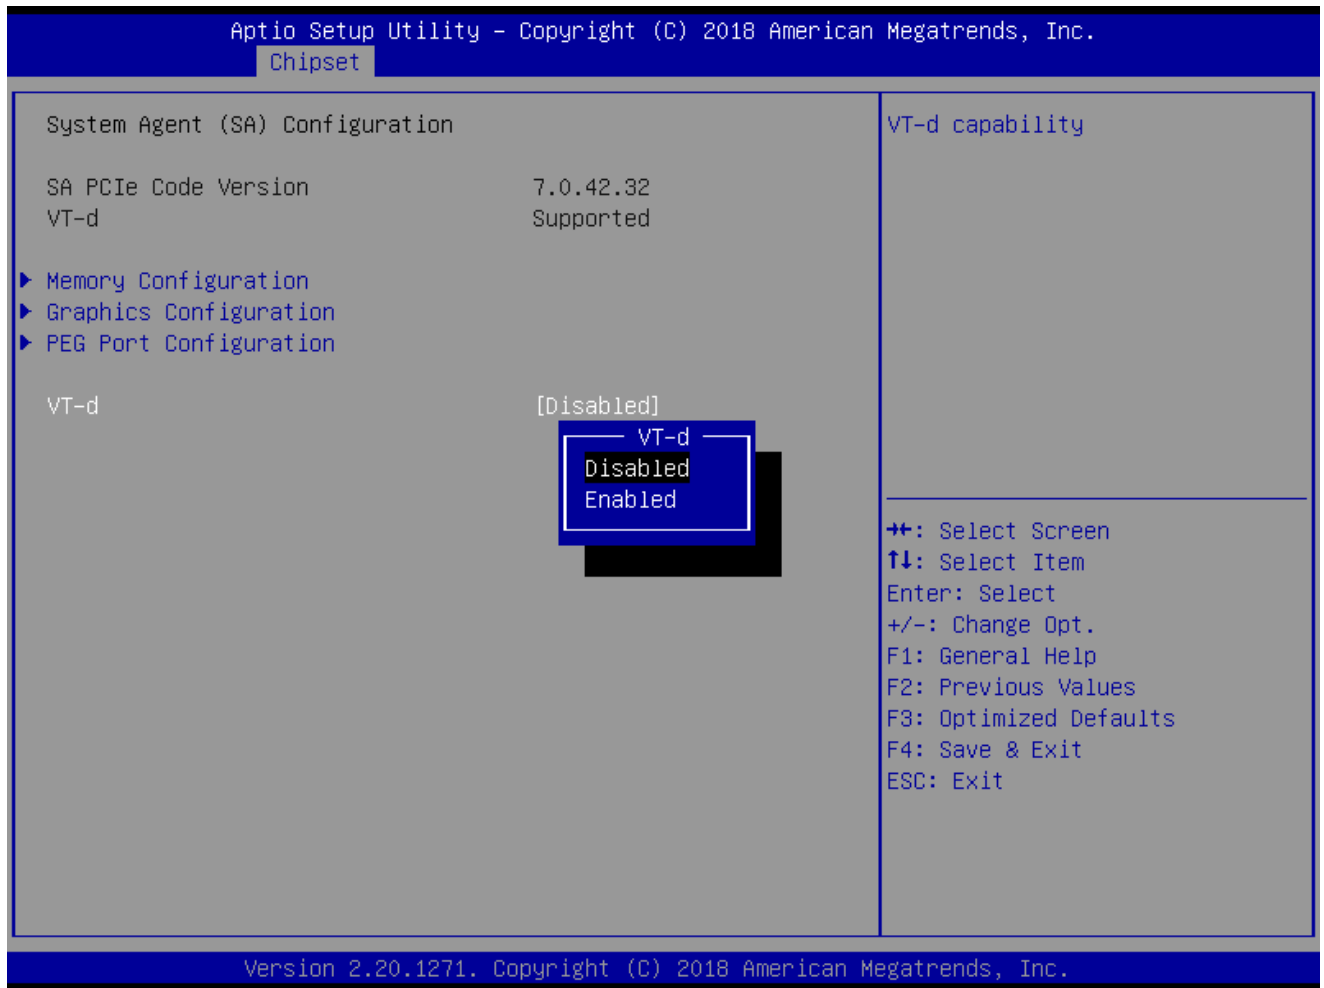 Aptio Setup Utility – Copyright (C) 2018 American Megatrends, Inc.
Chipset
System Agent (SA) Configuration
SA PCIe Code Version 7.0.42.32
VT-d Supported
Memory Configuration
Graphics Configuration
PEG Port Configuration
VT-d [Disabled]
VT-d
Disabled
Enabled
VT-d capability
→←: Select Screen
↑↓: Select Item
Enter: Select
+/-: Change Opt.
F1: General Help
F2: Previous Values
F3: Optimized Defaults
F4: Save & Exit
ESC: Exit
Version 2.20.1271. Copyright (C) 2018 American Megatrends, Inc.